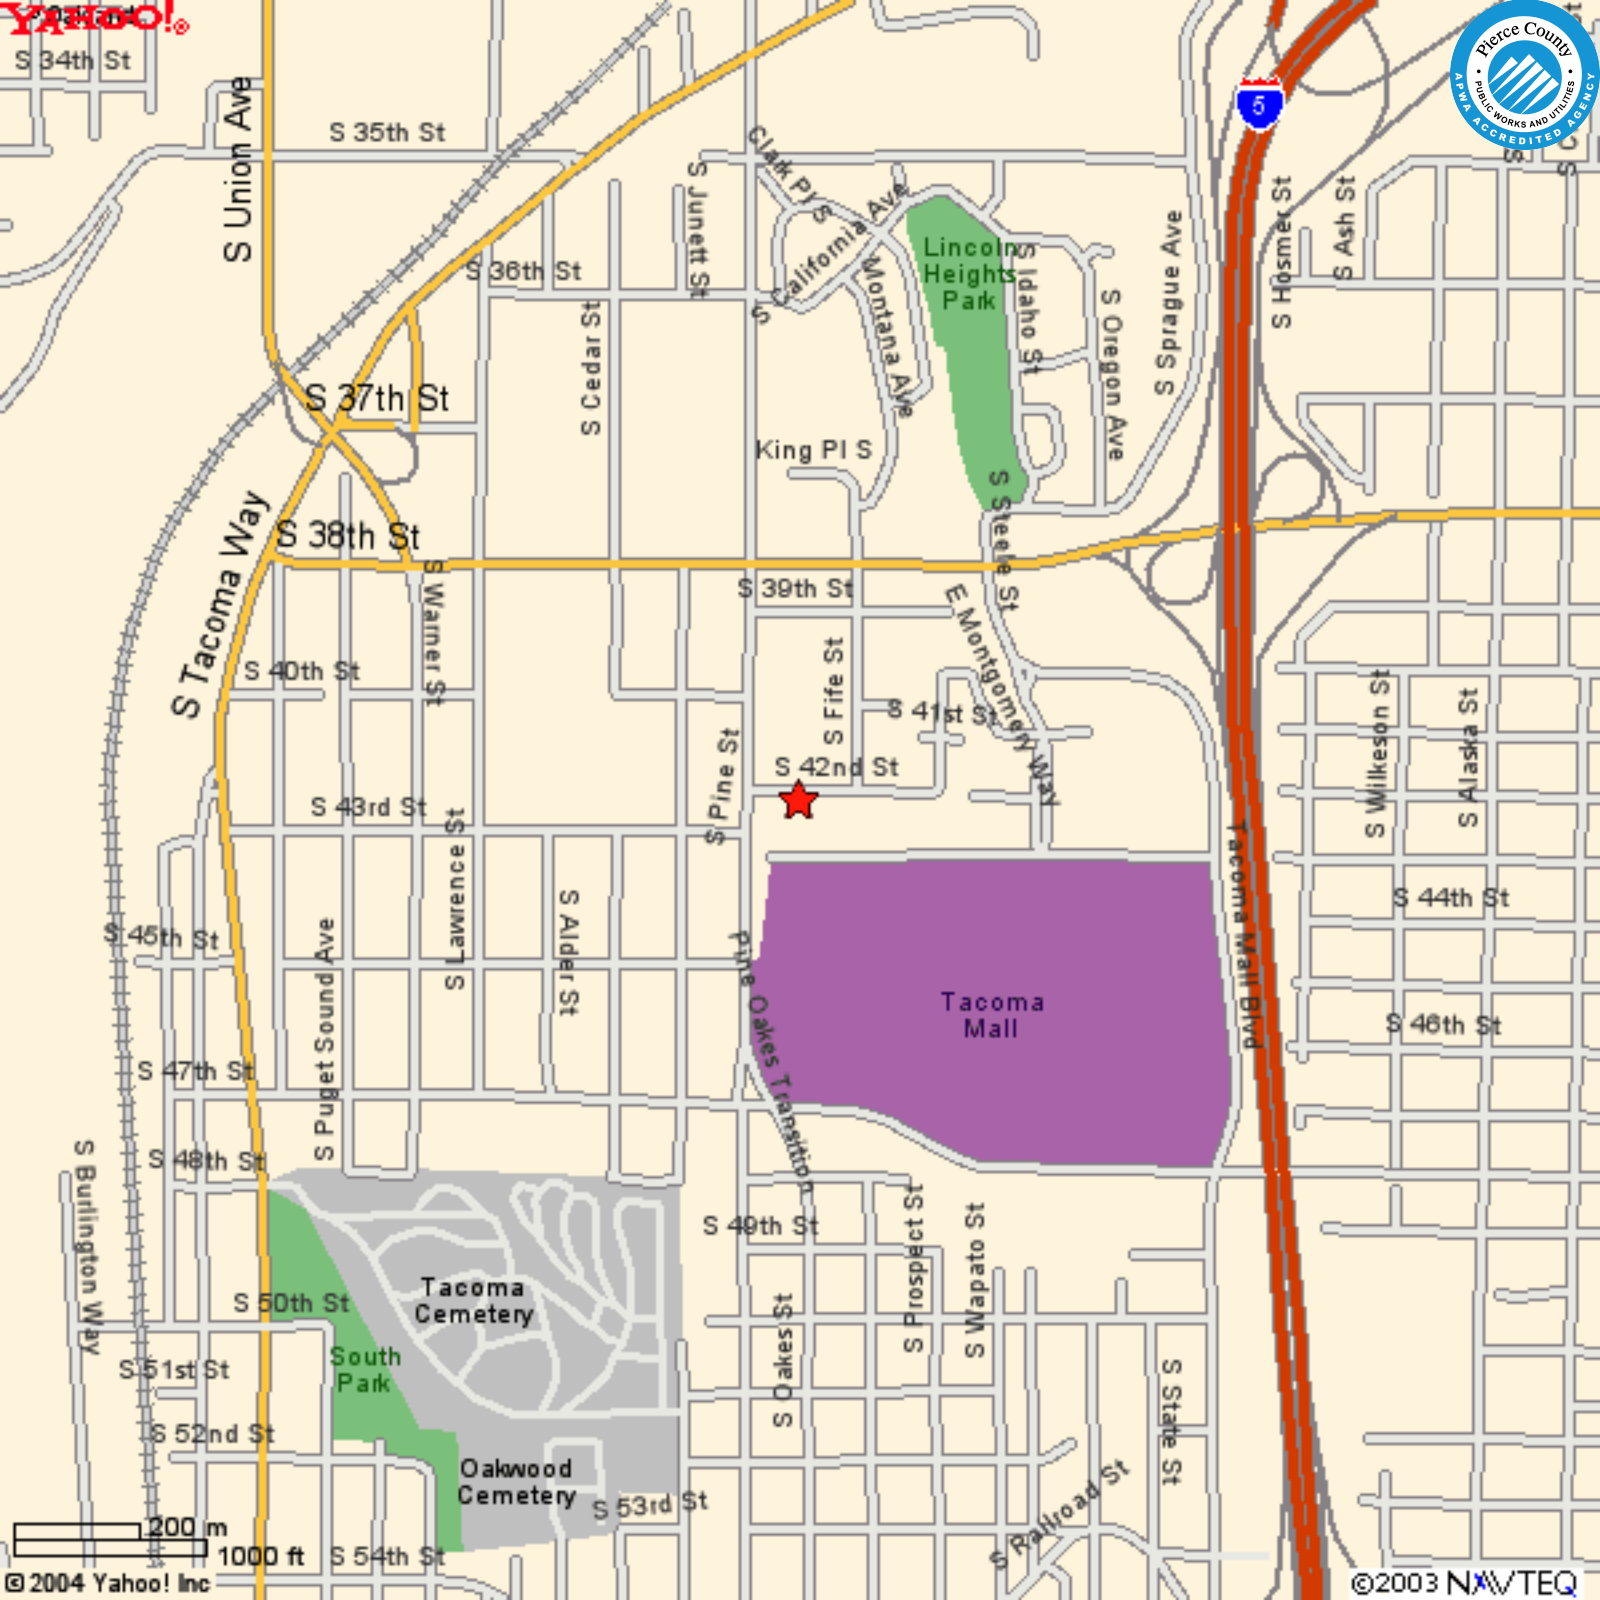 YAHOO!®
S 34th St
S Union Ave
S 35th St
Clark Pl S
S Junett St
S California Ave
Lincoln
Heights
Park
S Idaho St
S Oregon Ave
S Sprague Ave
S Hosmer St
S Ash St
5
Pierce County
PUBLIC WORKS AND UTILITIES
APWA ACCREDITED AGENCY
S 36th St
S Cedar St
Montana Ave
S 37th St
King Pl S
S Steele St
S Tacoma Way
S 38th St
S Warner St
S 39th St
E Montgomery Way
S 40th St
S Fife St
S 41st St
S Pine St
S 42nd St
S Wilkeson St
S Alaska St
S 43rd St
S Lawrence St
Tacoma Mall Blvd
S Alder St
S 44th St
S 45th St
S Puget Sound Ave
Pine Oakes Transition
Tacoma
Mall
S 46th St
S 47th St
S Burlington Way
S 48th St
S 49th St
S Prospect St
S Wapato St
Tacoma
Cemetery
S 50th St
S Oakes St
South
Park
S 51st St
S State St
S 52nd St
Oakwood
Cemetery
S 53rd St
S Railroad St
200 m
1000 ft
S 54th St
© 2004 Yahoo! Inc
©2003 NAVTEQ